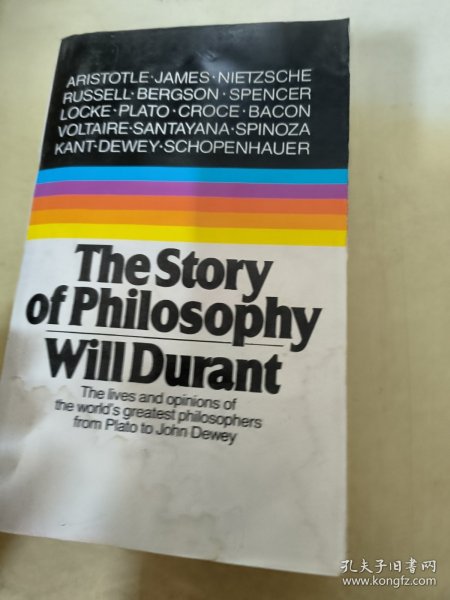 ARISTOTLE·JAMES·NIETZSCHE
RUSSELL·BERGSON·SPENCER
LOCKE·PLATO·CROCE·BACON
VOLTAIRE·SANTAYANA·SPINOZA
KANT·DEWEY·SCHOPENHAUER
The Story
of Philosophy
Will Durant
The lives and opinions of
the world's greatest philosophers
from Plato to John Dewey
孔夫子旧书网
www.kongfz.com